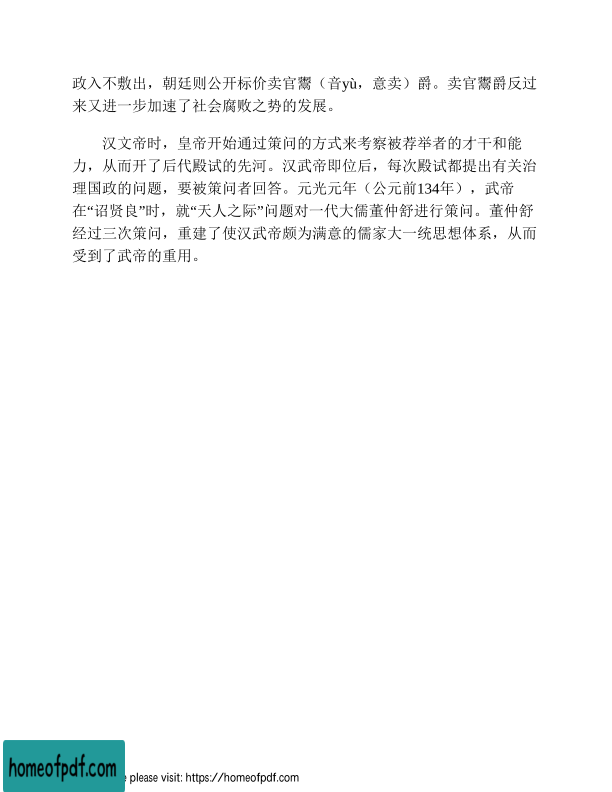 政入不敷出，朝廷则公开标价卖官鬻（音yù，意卖）爵。卖官鬻爵反过
来又进一步加速了社会腐败之势的发展。
汉文帝时，皇帝开始通过策问的方式来考察被荐举者的才干和能
力，从而开了后代殿试的先河。汉武帝即位后，每次殿试都提出有关治
理国政的问题，要被策问者回答。元光元年（公元前134年），武帝
在“诏贤良”时，就“天人之际”问题对一代大儒董仲舒进行策问。董仲舒
经过三次策问，重建了使汉武帝颇为满意的儒家大一统思想体系，从而
受到了武帝的重用。
homeofpdf.com
e please visit: https://homeofpdf.com